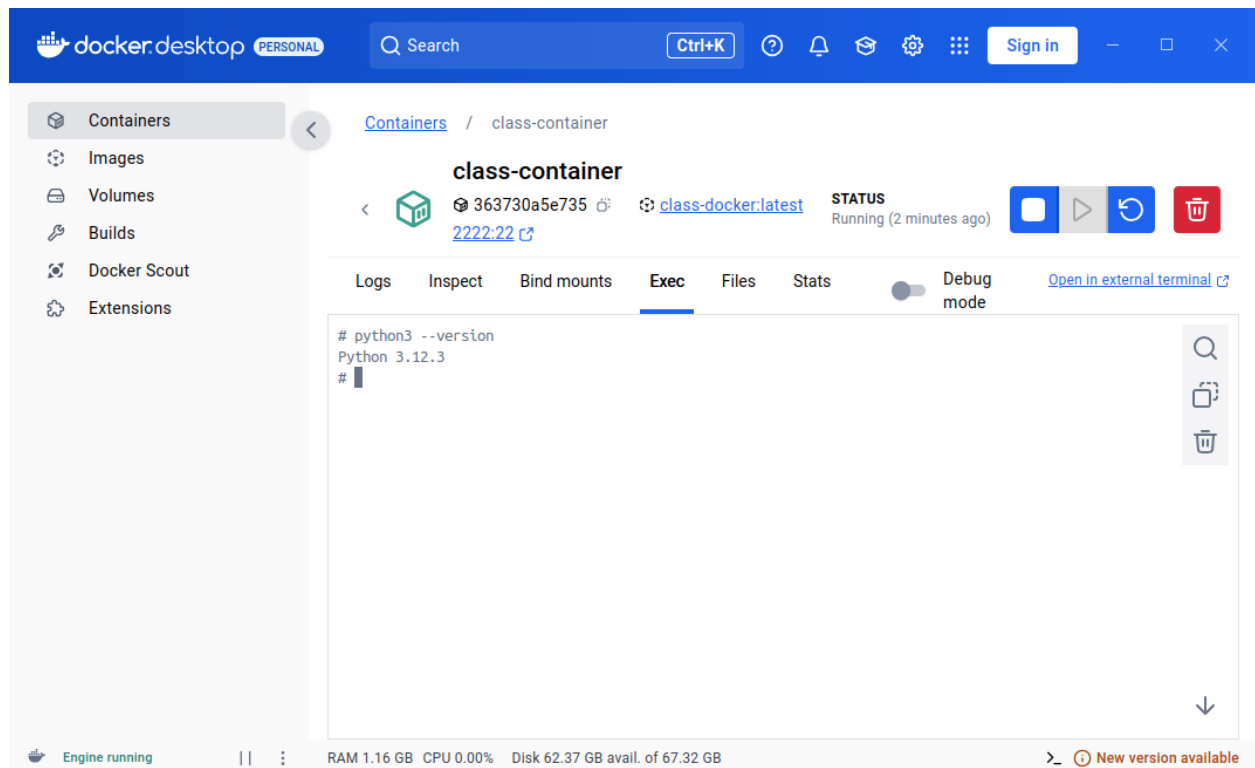 docker.desktop PERSONAL Search Ctrl+K Sign in
Containers
Images
Volumes
Builds
Docker Scout
Extensions
Containers / class-container
class-container
363730a5e735 class-docker:latest
2222:22
STATUS
Running (2 minutes ago)
Logs Inspect Bind mounts Exec Files Stats Debug mode Open in external terminal
# python3 --version
Python 3.12.3
#
Engine running RAM 1.16 GB CPU 0.00% Disk 62.37 GB avail. of 67.32 GB >_ New version available